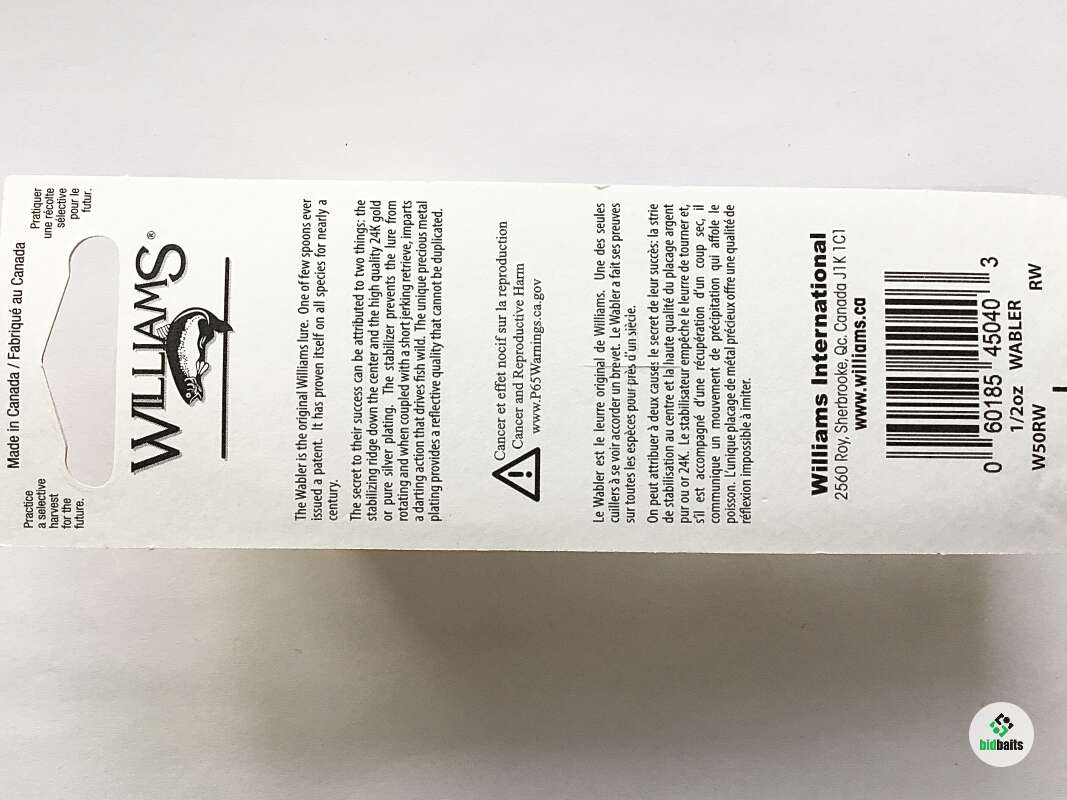 Made in Canada / Fabriqué au Canada
Practice
a selective
harvest
for the
future.
Pratiquer
une récolte
sélective
pour le
futur.
WILLIAMS®
The Wabler is the original Williams lure. One of few spoons ever
issued a patent. It has proven itself on all species for nearly a
century.
The secret to their success can be attributed to two things: the
stabilizing ridge down the center and the high quality 24K gold
or pure silver plating. The stabilizer prevents the lure from
rotating and when coupled with a short jerking retrieve, imparts
a darting action that drives fish wild. The unique precious metal
plating provides a reflective quality that cannot be duplicated.
Cancer et effet nocif sur la reproduction
Cancer and Reproductive Harm
www.P65Warnings.ca.gov
Le Wabler est le leurre original de Williams. Une des seules
cuillers à se voir accorder un brevet. Le Wabler a fait ses preuves
sur toutes les espèces pour près d'un siècle.
On peut attribuer à deux causes le secret de leur succès: la strie
de stabilisation au centre et la haute qualité du placage argent
pur ou or 24K. Le stabilisateur empêche le leurre de tourner et,
s'il est accompagné d'une récupération d'un coup sec, il
communique un mouvement de précipitation qui affole le
poisson. L'unique placage de métal précieux offre une qualité de
réflexion impossible à imiter.
Williams International
2560 Roy, Sherbrooke, Qc. Canada J1K 1C1
www.williams.ca
0 60185 45040 3
1/2oz WABLER
W50RW RW
bidbaits